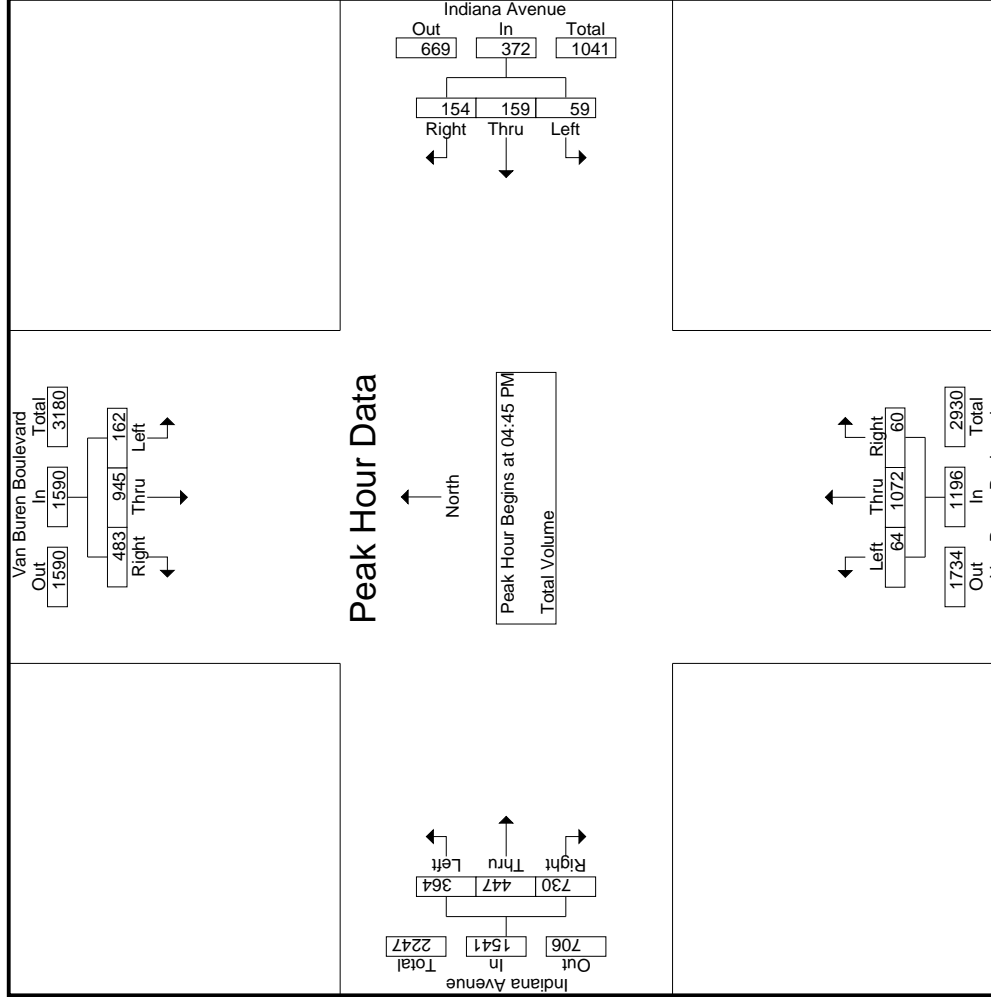 Indiana Avenue
Out In Total
669 372 1041
154 159 59
Right Thru Left
Van Buren Boulevard
Out In Total
1590 1590 3180
483 945 162
Right Thru Left
Peak Hour Data
North
Peak Hour Begins at 04:45 PM
Total Volume
Left Thru Right
64 1072 60
1734 1196 2930
Out In Total
Left Thru Right
364 447 730
2247 1541 706
Total In Out
Indiana Avenue